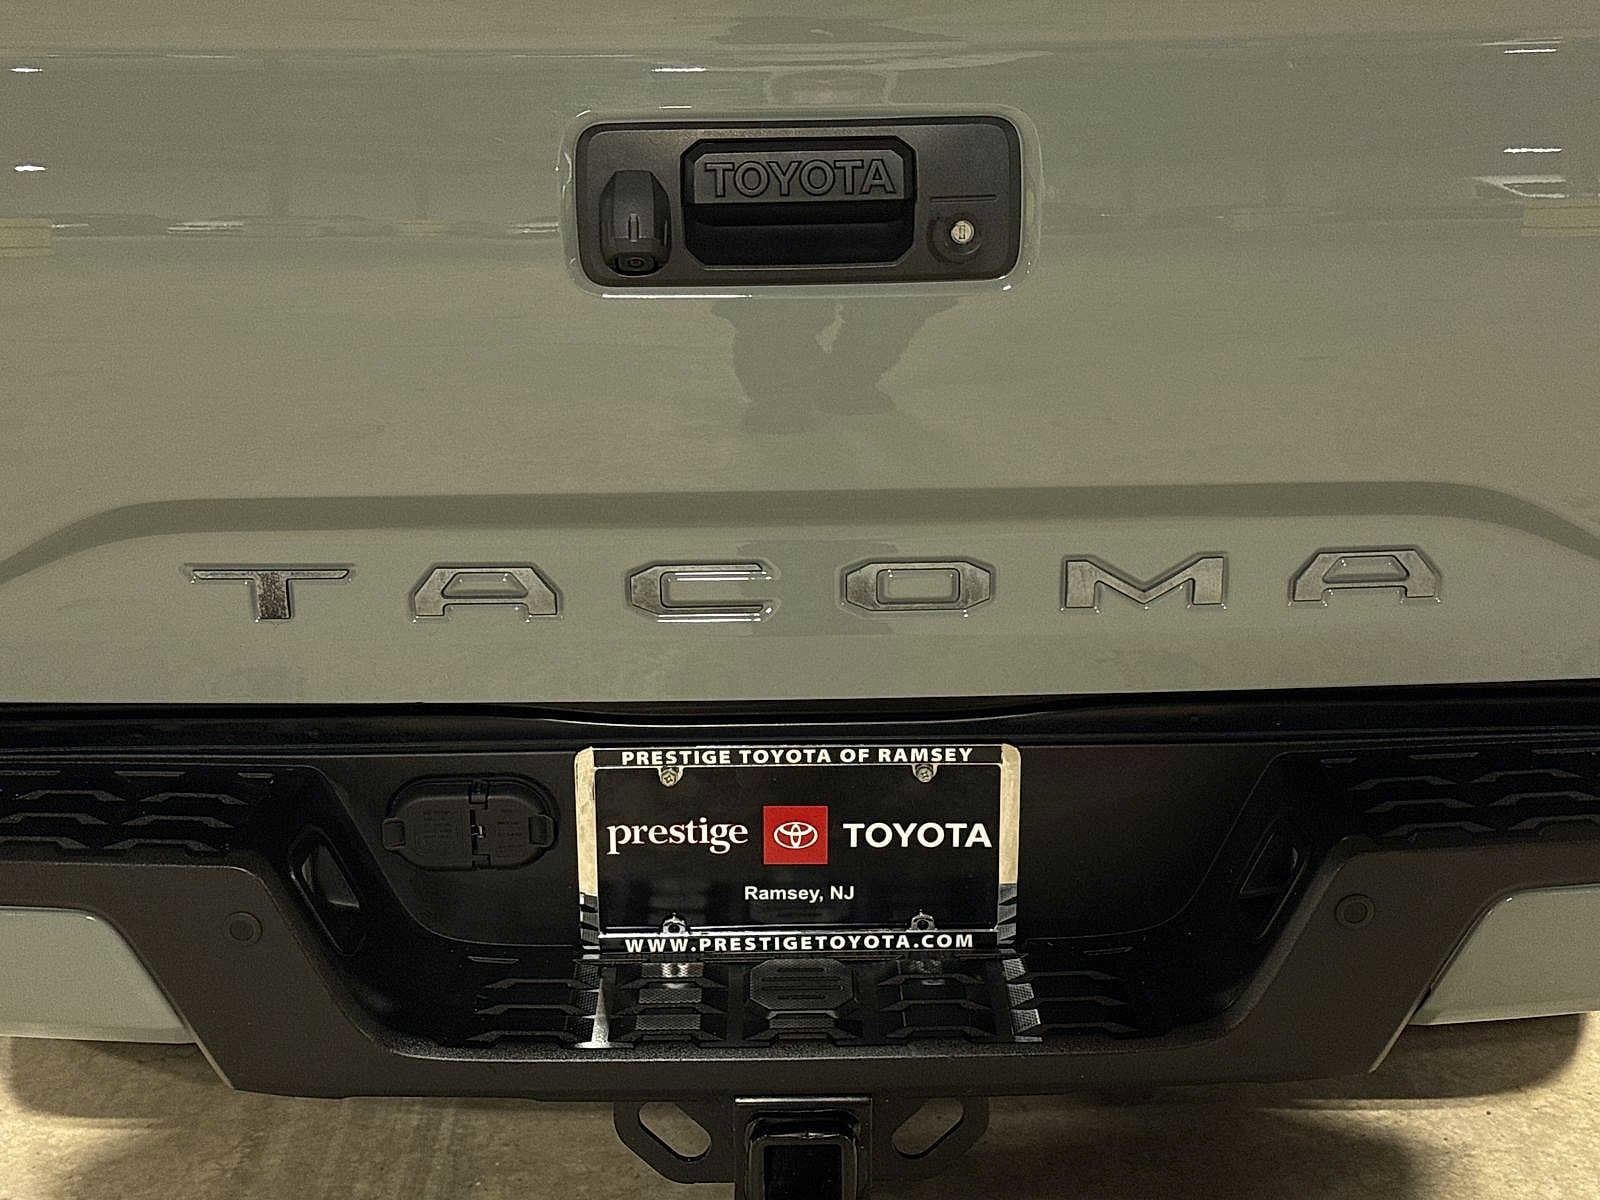 TOYOTA
TACOMA
PRESTIGE TOYOTA OF RAMSEY
prestige TOYOTA
Ramsey, NJ
WWW.PRESTIGETOYOTA.COM